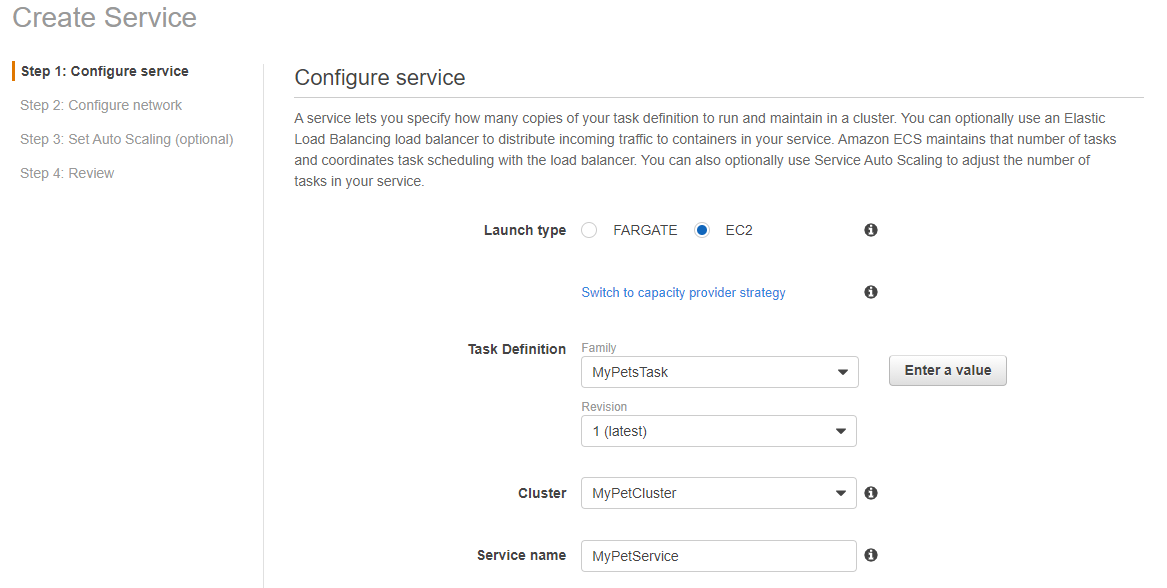 Create Service
Step 1: Configure service
Step 2: Configure network
Step 3: Set Auto Scaling (optional)
Step 4: Review
Configure service
A service lets you specify how many copies of your task definition to run and maintain in a cluster. You can optionally use an Elastic
Load Balancing load balancer to distribute incoming traffic to containers in your service. Amazon ECS maintains that number of tasks
and coordinates task scheduling with the load balancer. You can also optionally use Service Auto Scaling to adjust the number of
tasks in your service.
Launch type FARGATE EC2
Switch to capacity provider strategy
Task Definition Family
MyPetsTask Enter a value
Revision
1 (latest)
Cluster MyPetCluster
Service name MyPetService